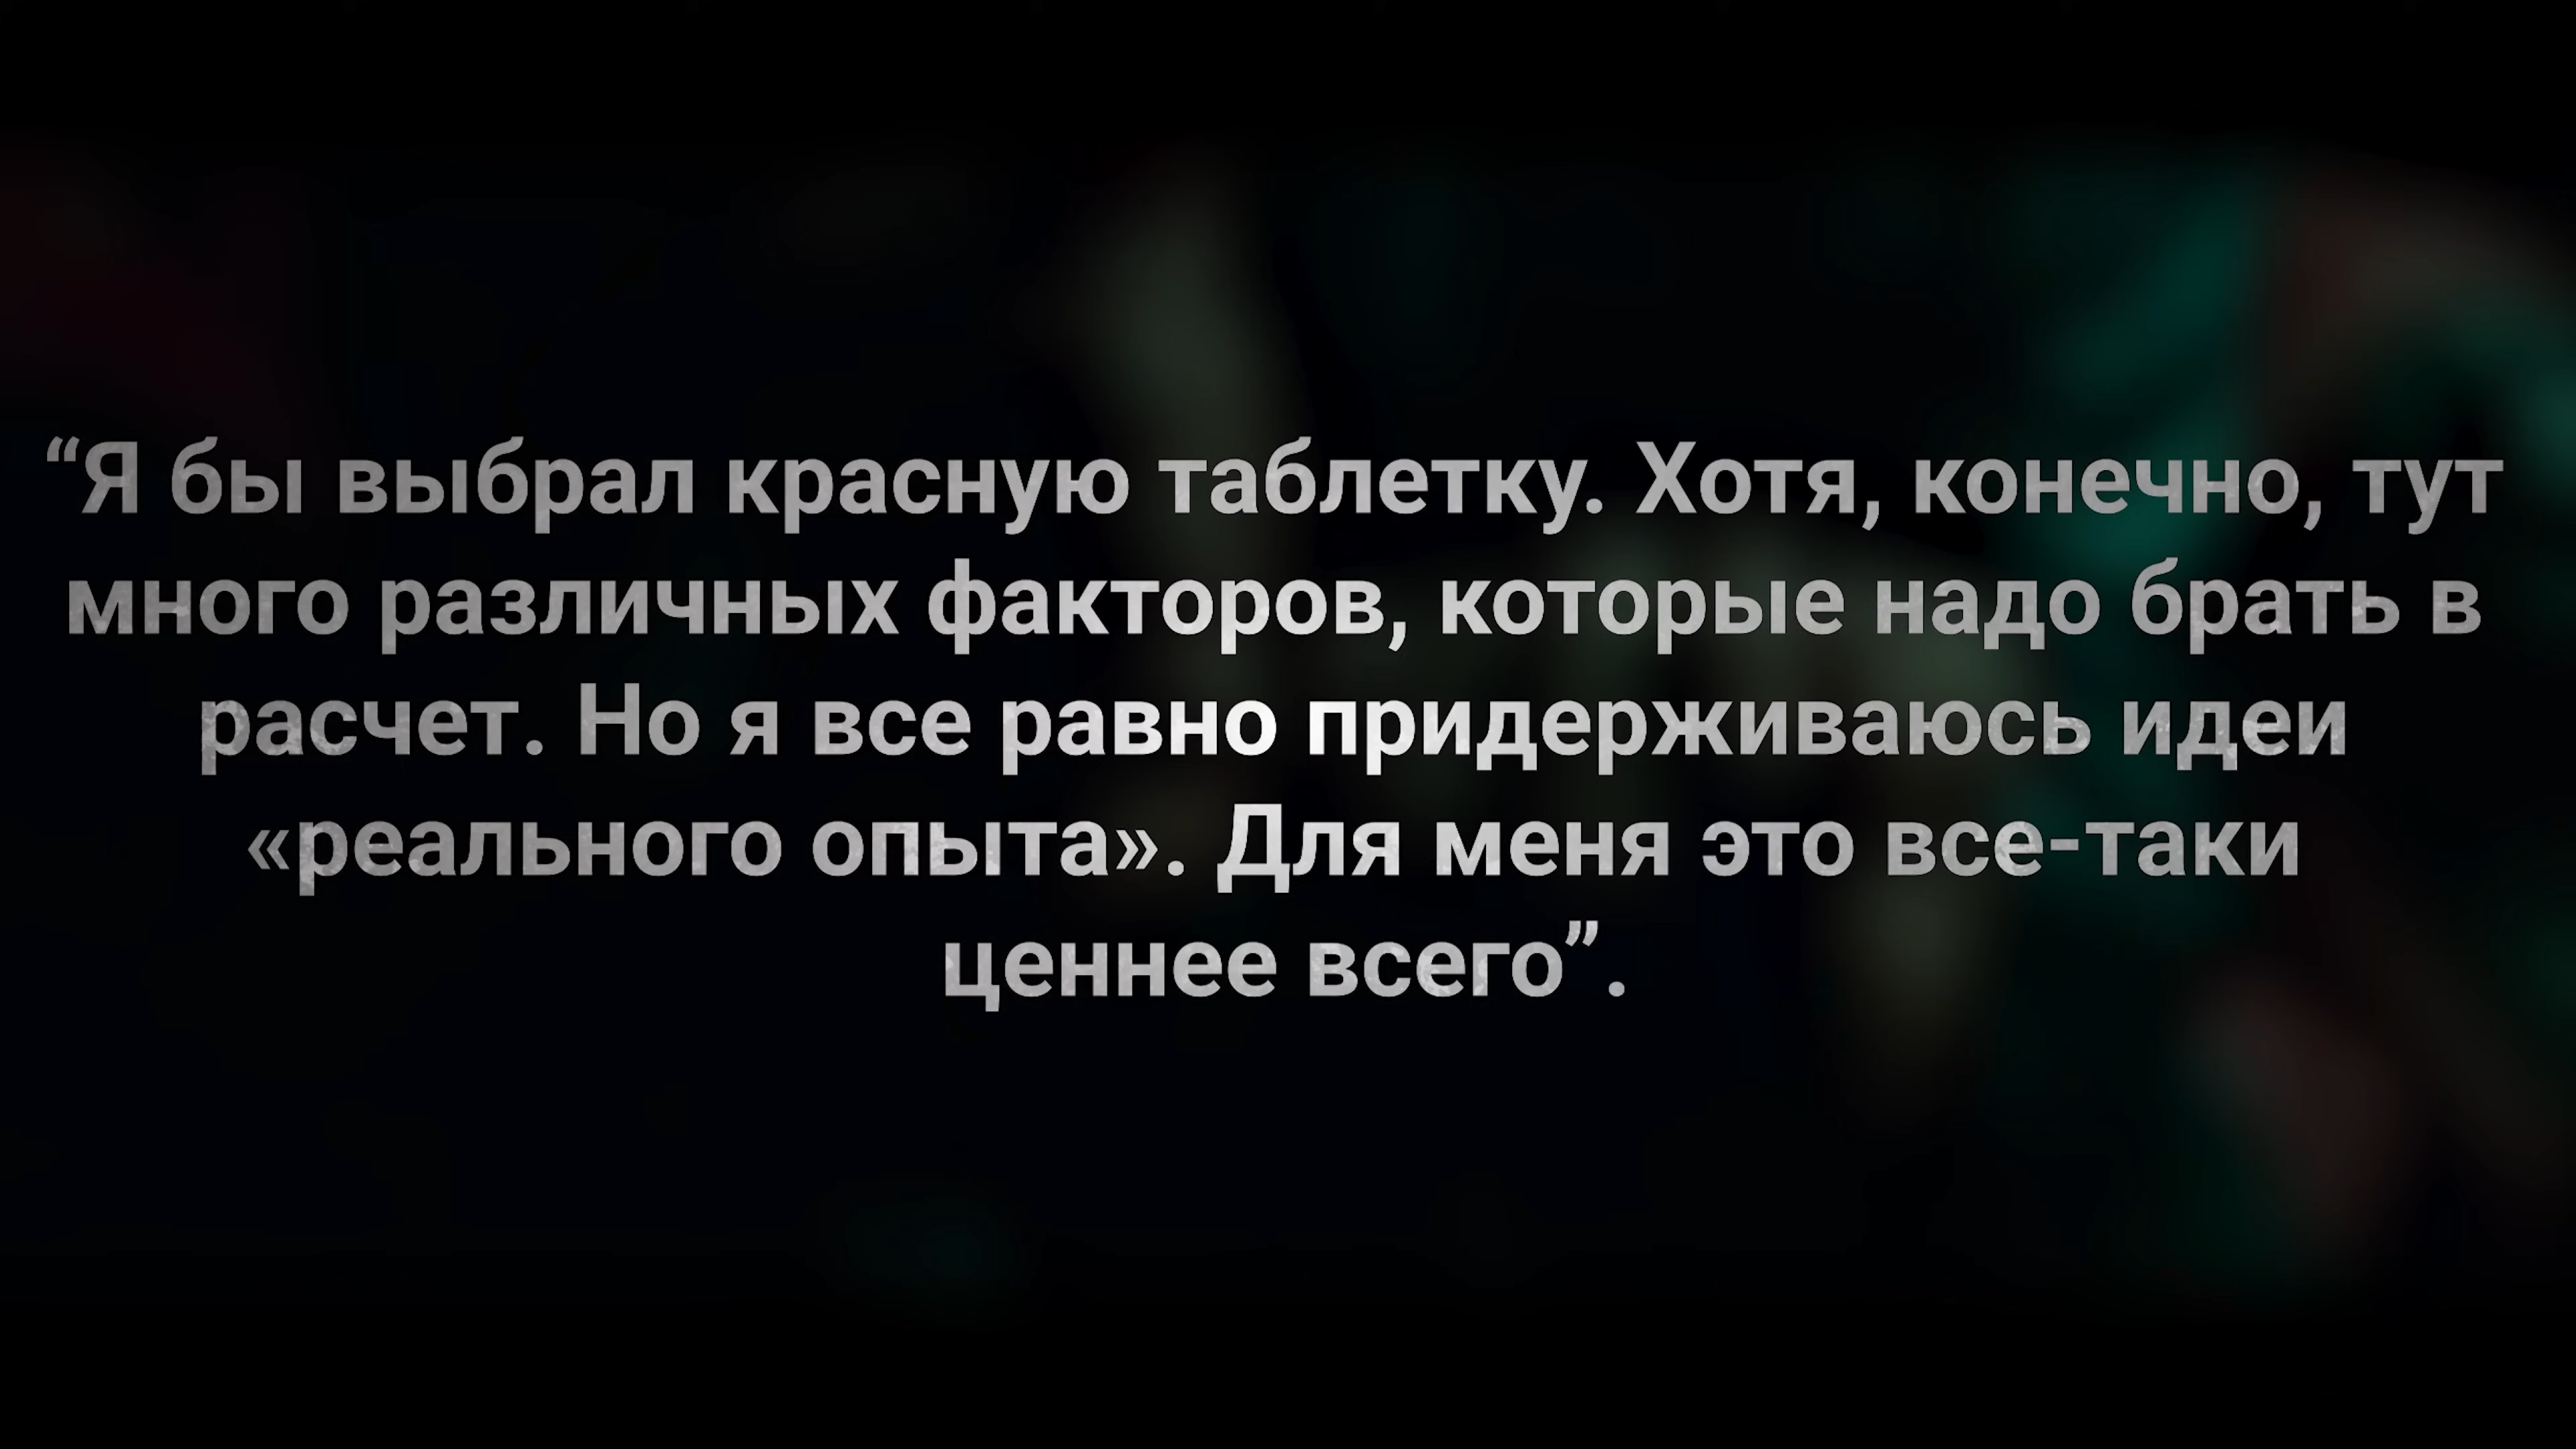 “Я бы выбрал красную таблетку. Хотя, конечно, тут
много различных факторов, которые надо брать в
расчет. Но я все равно придерживаюсь идеи
«реального опыта». Для меня это все-таки
ценнее всего”.